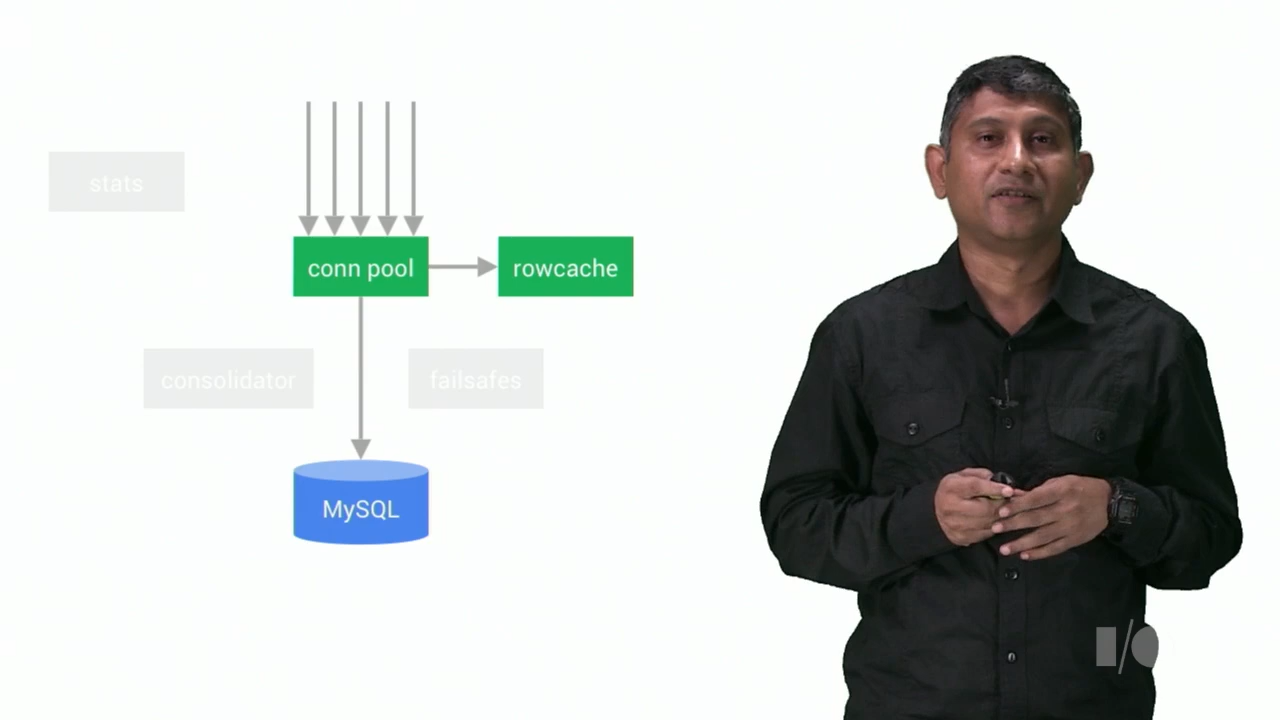 stats
conn pool
rowcache
consolidator
failsafes
MySQL
I/O